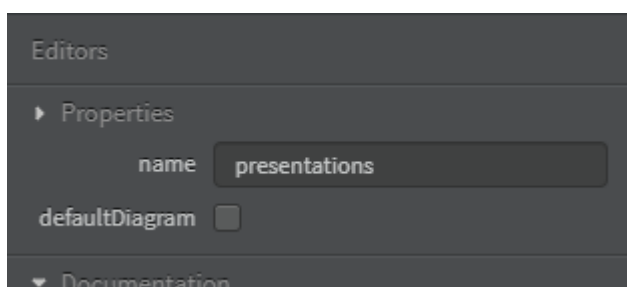 Editors
Properties
name presentations
defaultDiagram
Documentation